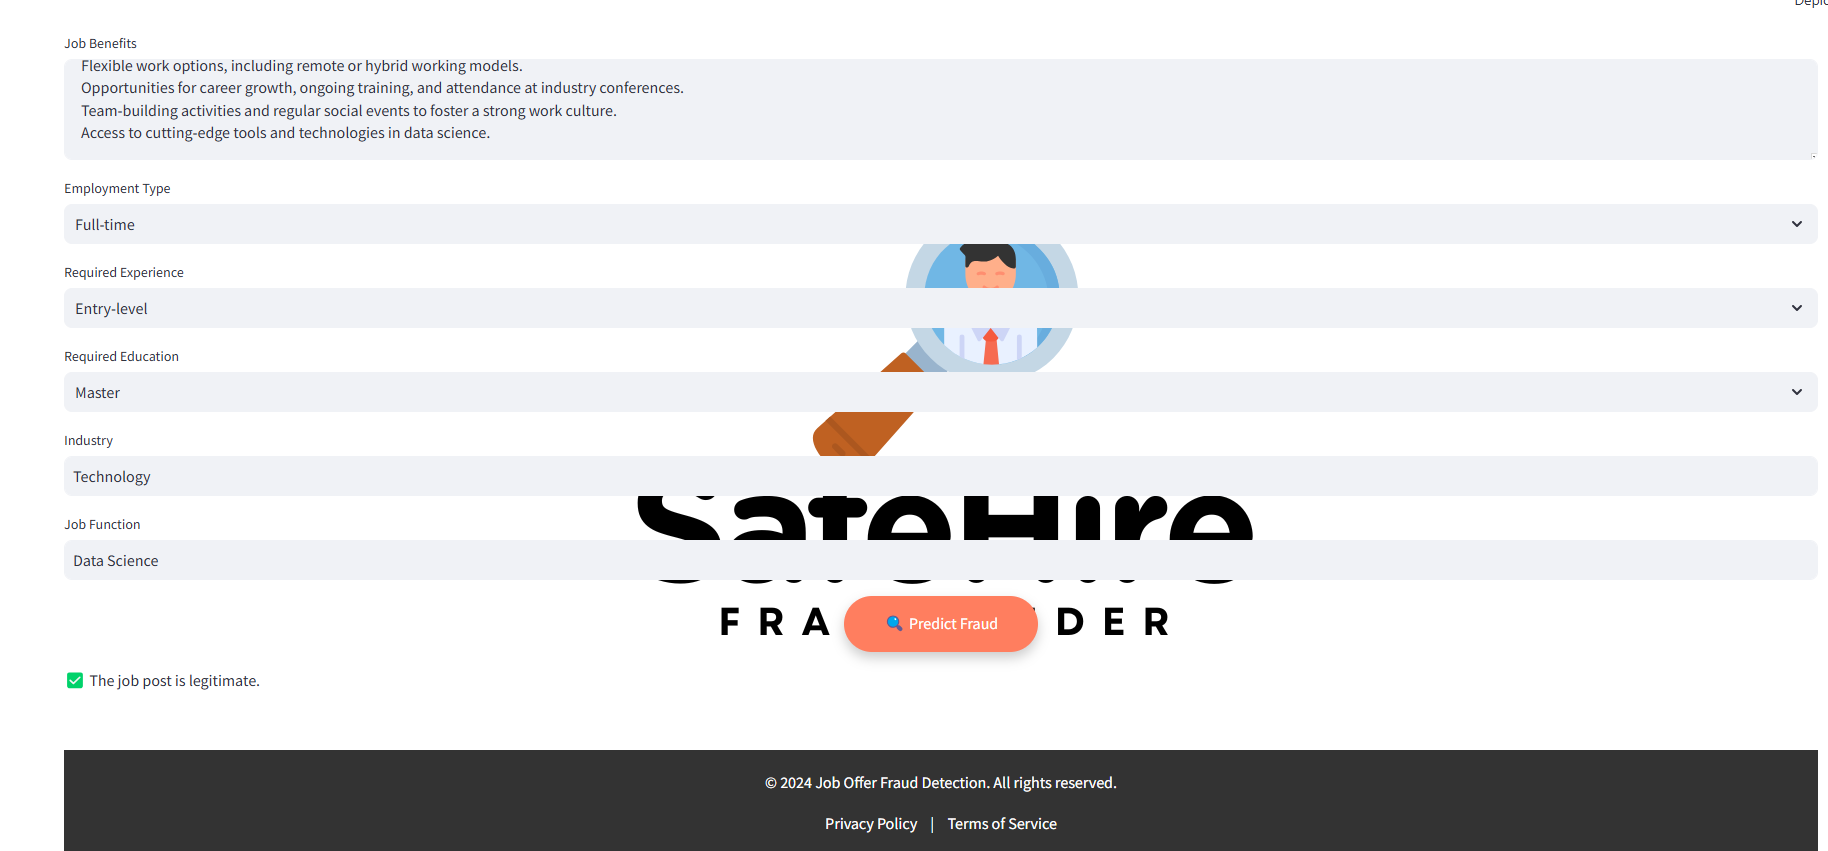 Job Benefits
Flexible work options, including remote or hybrid working models.
Opportunities for career growth, ongoing training, and attendance at industry conferences.
Team-building activities and regular social events to foster a strong work culture.
Access to cutting-edge tools and technologies in data science.
Employment Type
Full-time
Required Experience
Entry-level
Required Education
Master
Industry
Technology
SafeHire
Job Function
Data Science
FRA
Predict Fraud
DER
The job post is legitimate.
© 2024 Job Offer Fraud Detection. All rights reserved.
Privacy Policy | Terms of Service